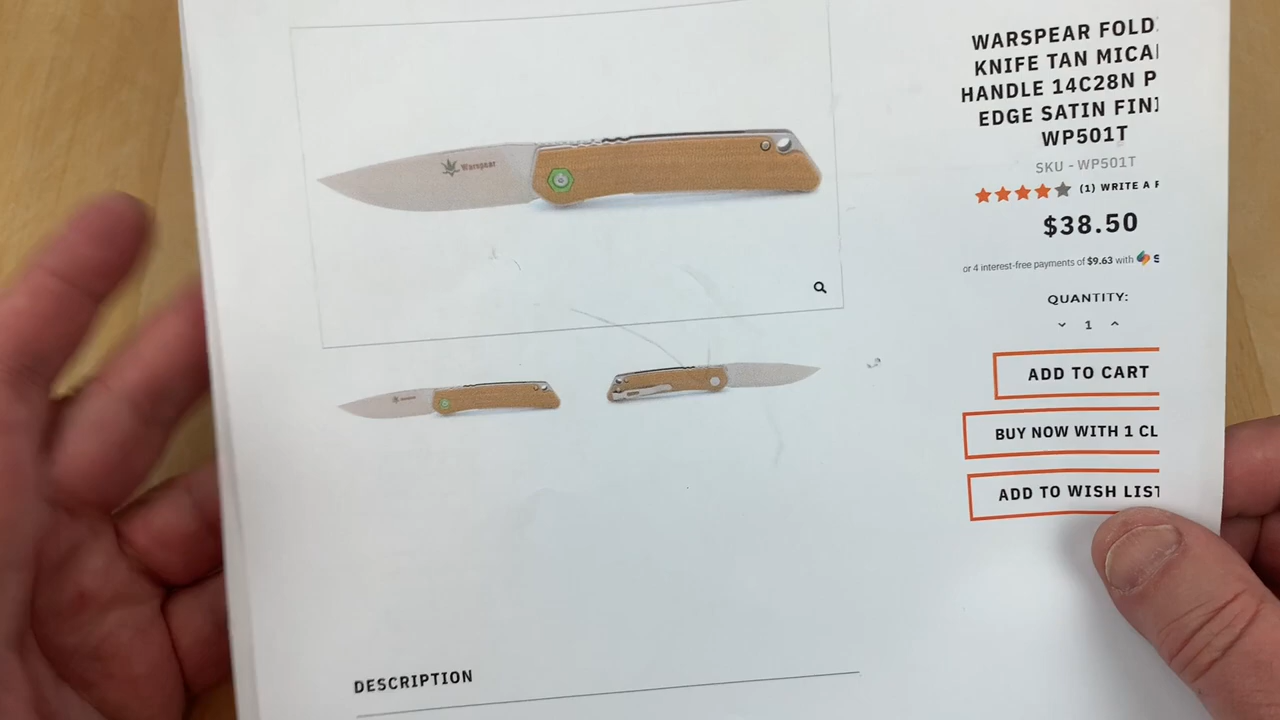 Warspear
WARSPEAR FOLD
KNIFE TAN MICA
HANDLE 14C28N P
EDGE SATIN FINI
WP501T
SKU - WP501T
(1) WRITE A R
$38.50
or 4 interest-free payments of $9.63 with S
QUANTITY:
1
ADD TO CART
BUY NOW WITH 1 CL
ADD TO WISH LIST
DESCRIPTION